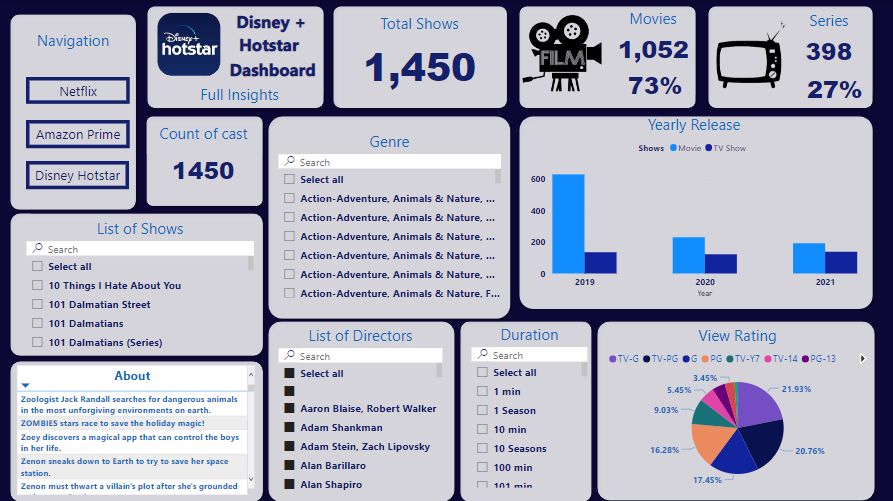 Navigation
Netflix
Amazon Prime
Disney Hotstar
Disney+
hotstar
Disney +
Hotstar
Dashboard
Full Insights
Total Shows
1,450
FILM
Movies
1,052
73%
Series
398
27%
Count of cast
1450
Genre
Search
Select all
Action-Adventure, Animals & Nature, ...
Action-Adventure, Animals & Nature, ...
Action-Adventure, Animals & Nature, ...
Action-Adventure, Animals & Nature, ...
Action-Adventure, Animals & Nature, ...
Action-Adventure, Animals & Nature, F...
Yearly Release
Shows Movie TV Show
600
400
200
0
2019
2020
2021
Year
List of Shows
Search
Select all
10 Things I Hate About You
101 Dalmatian Street
101 Dalmatians
101 Dalmatians (Series)
About
Zoologist Jack Randall searches for dangerous animals
in the most unforgiving environments on earth.
ZOMBIES stars race to save the holiday magic!
Zoey discovers a magical app that can control the boys
in her life.
Zenon sneaks down to Earth to try to save her space
station.
Zenon must thwart a villain's plot after she's grounded
List of Directors
Search
Select all
Aaron Blaise, Robert Walker
Adam Shankman
Adam Stein, Zach Lipovsky
Alan Barillaro
Alan Shapiro
Duration
Search
Select all
1 min
1 Season
10 min
10 Seasons
100 min
101 min
View Rating
TV-G TV-PG G PG TV-Y7 TV-14 PG-13
3.45%
5.45%
9.03%
16.28%
17.45%
20.76%
21.93%